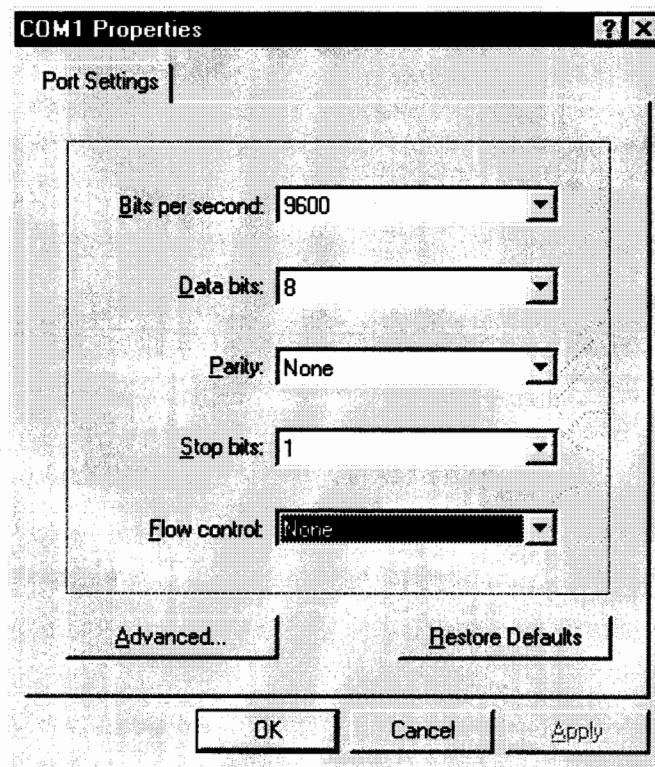 COM1 Properties
Port Settings
Bits per second: 9600
Data bits: 8
Parity: None
Stop bits: 1
Flow control: None
Advanced...
Restore Defaults
OK
Cancel
Apply